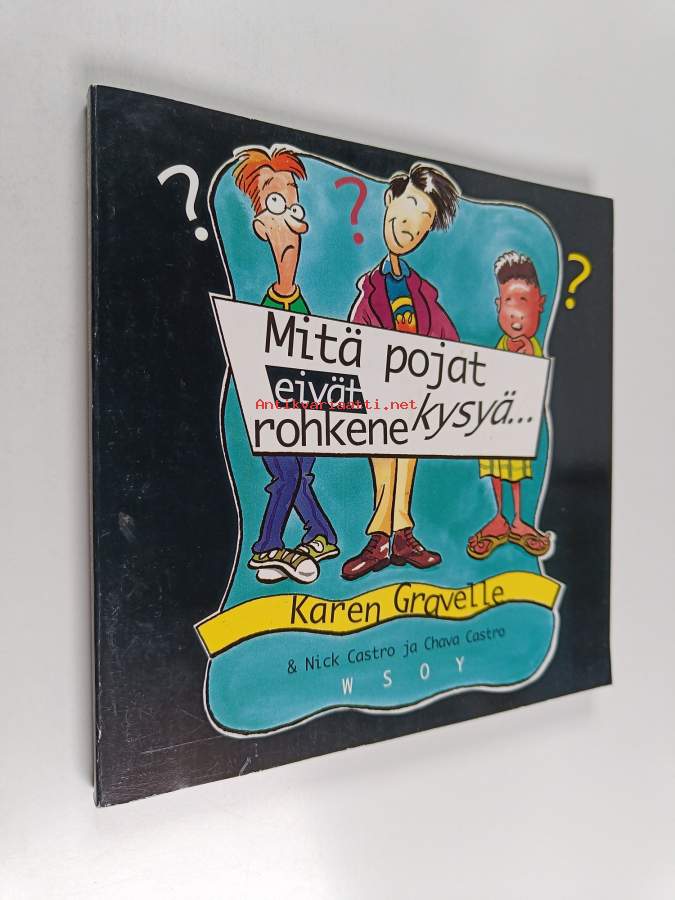 ?
?
?
Mitä pojat
eivät
Antikvariaatti.net
rohkene kysyä...
Karen Gravelle
& Nick Castro ja Chava Castro
WSOY